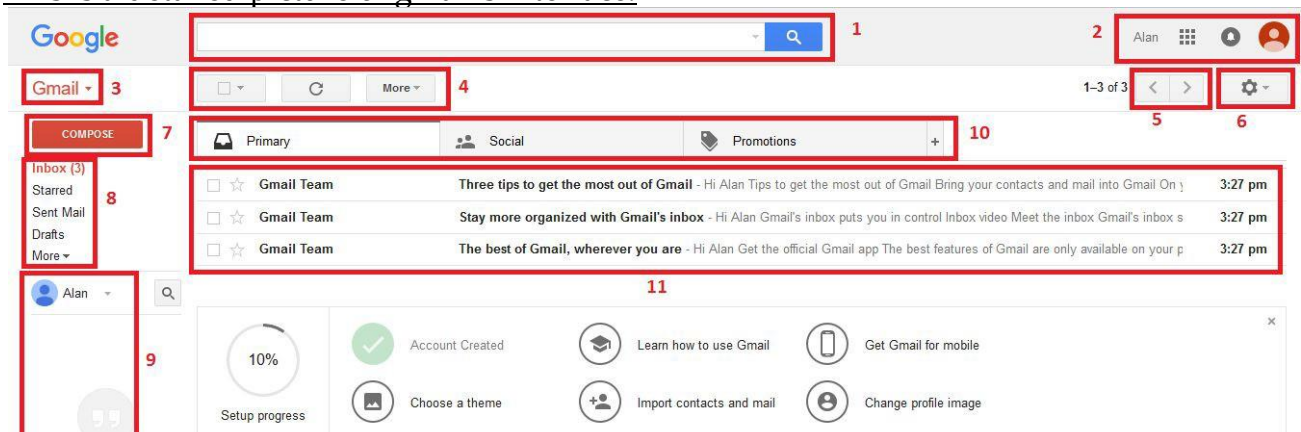 Google
1
2
Alan
Gmail
3
More
4
1–3 of 3
5
6
COMPOSE
7
Primary
Social
Promotions
+
10
Inbox (3)
Starred
Sent Mail
Drafts
More
8
Gmail Team Three tips to get the most out of Gmail - Hi Alan Tips to get the most out of Gmail Bring your contacts and mail into Gmail On 3:27 pm
Gmail Team Stay more organized with Gmail's inbox - Hi Alan Gmail's inbox puts you in control Inbox video Meet the inbox Gmail's inbox s 3:27 pm
Gmail Team The best of Gmail, wherever you are - Hi Alan Get the official Gmail app The best features of Gmail are only available on your p 3:27 pm
11
Alan
9
10%
Setup progress
Account Created
Learn how to use Gmail
Get Gmail for mobile
Choose a theme
Import contacts and mail
Change profile image